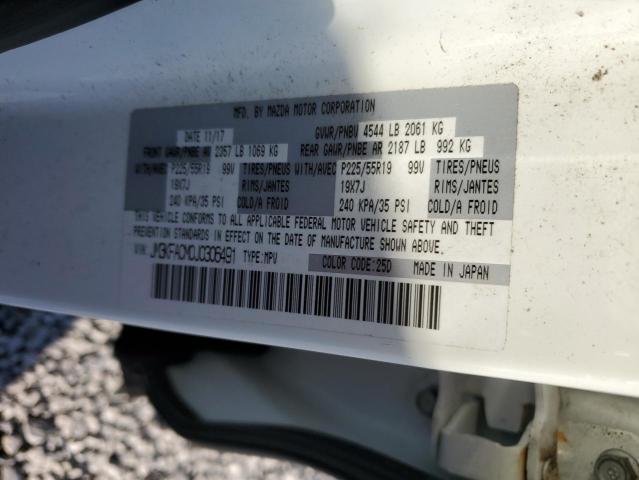 MFD. BY MAZDA MOTOR CORPORATION
DATE 11/17 GVWR/PNBV 4544 LB 2061 KG
FRONT GAWR/PNBE AR 2357 LB 1069 KG REAR GAWR/PNBE AR 2187 LB 992 KG
WITH/AVEC P225/55R19 99V TIRES/PNEUS WITH/AVEC P225/55R19 99V TIRES/PNEUS
19X7J RIMS/JANTES 19X7J RIMS/JANTES
240 KPA/35 PSI COLD/A FROID 240 KPA/35 PSI COLD/A FROID
THIS VEHICLE CONFORMS TO ALL APPLICABLE FEDERAL MOTOR VEHICLE SAFETY AND THEFT
PREVENTION STANDARDS IN EFFECT ON THE DATE OF MANUFACTURE SHOWN ABOVE.
VIN: JM3KFACM0J0306491 TYPE: MPV COLOR CODE: 25D MADE IN JAPAN